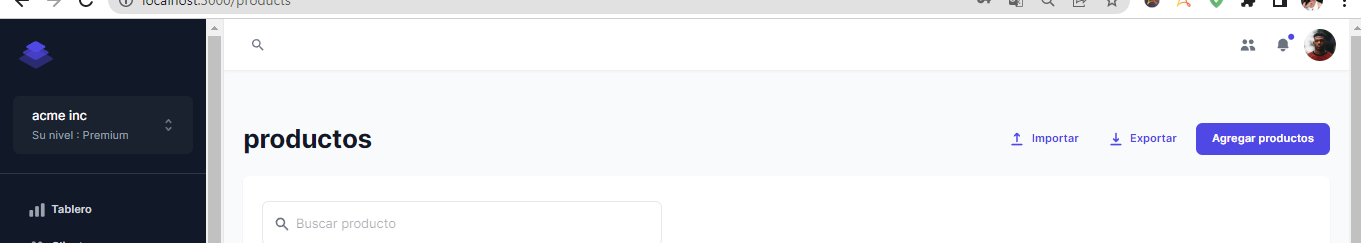 localhost:3000/products
acme inc
Su nivel : Premium
productos
Importar
Exportar
Agregar productos
Tablero
Buscar producto